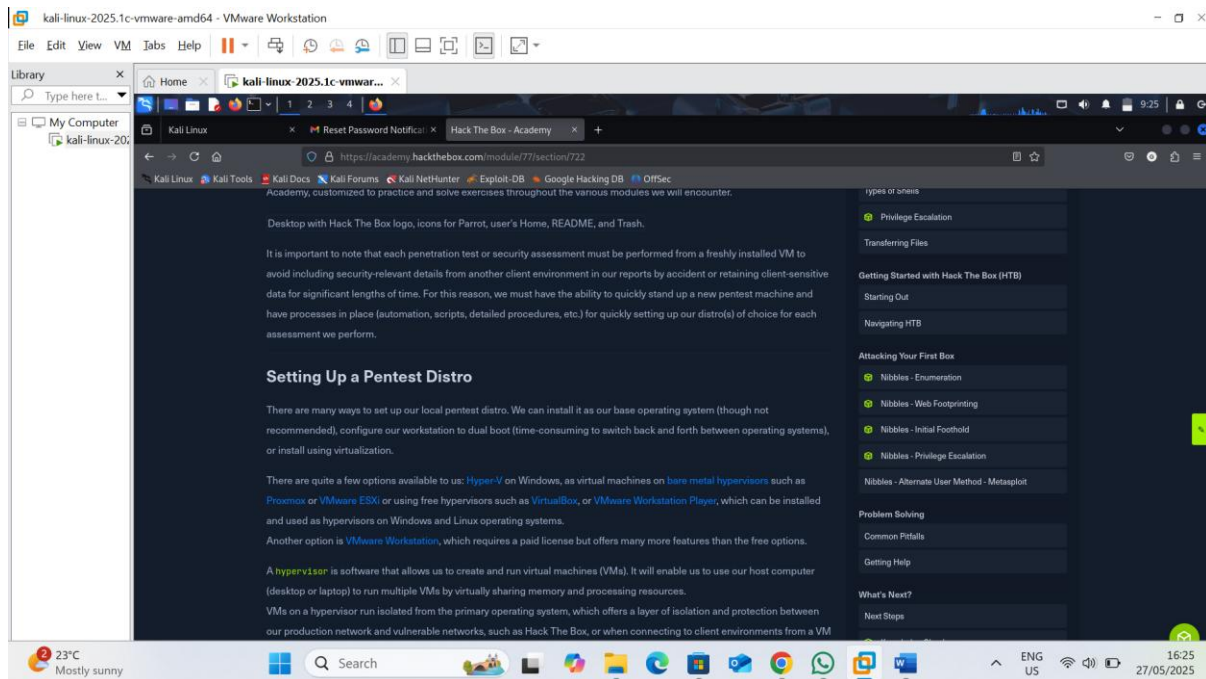 kali-linux-2025.1c-vmware-amd64 - VMware Workstation
File Edit View VM Tabs Help
Library
Type here t...
My Computer
kali-linux-202
Home
kali-linux-2025.1c-vmwar...
1 2 3 4
9:25
Kali Linux
Reset Password Notificati
Hack The Box - Academy
https://academy.hackthebox.com/module/77/section/722
Kali Linux Kali Tools Kali Docs Kali Forums Kali NetHunter Exploit-DB Google Hacking DB OffSec
Academy, customized to practice and solve exercises throughout the various modules we will encounter.
Desktop with Hack The Box logo, icons for Parrot, user's Home, README, and Trash.
It is important to note that each penetration test or security assessment must be performed from a freshly installed VM to
avoid including security-relevant details from another client environment in our reports by accident or retaining client-sensitive
data for significant lengths of time. For this reason, we must have the ability to quickly stand up a new pentest machine and
have processes in place (automation, scripts, detailed procedures, etc.) for quickly setting up our distro(s) of choice for each
assessment we perform.
Setting Up a Pentest Distro
There are many ways to set up our local pentest distro. We can install it as our base operating system (though not
recommended), configure our workstation to dual boot (time-consuming to switch back and forth between operating systems),
or install using virtualization.
There are quite a few options available to us: Hyper-V on Windows, as virtual machines on bare metal hypervisors such as
Proxmox or VMware ESXi or using free hypervisors such as VirtualBox, or VMware Workstation Player, which can be installed
and used as hypervisors on Windows and Linux operating systems.
Another option is VMware Workstation, which requires a paid license but offers many more features than the free options.
A hypervisor is software that allows us to create and run virtual machines (VMs). It will enable us to use our host computer
(desktop or laptop) to run multiple VMs by virtually sharing memory and processing resources.
VMs on a hypervisor run isolated from the primary operating system, which offers a layer of isolation and protection between
our production network and vulnerable networks, such as Hack The Box, or when connecting to client environments from a VM
Types of Shells
Privilege Escalation
Transferring Files
Getting Started with Hack The Box (HTB)
Starting Out
Navigating HTB
Attacking Your First Box
Nibbles - Enumeration
Nibbles - Web Footprinting
Nibbles - Initial Foothold
Nibbles - Privilege Escalation
Nibbles - Alternate User Method - Metasploit
Problem Solving
Common Pitfalls
Getting Help
What's Next?
Next Steps
2
23°C
Mostly sunny
Search
ENG
US
16:25
27/05/2025